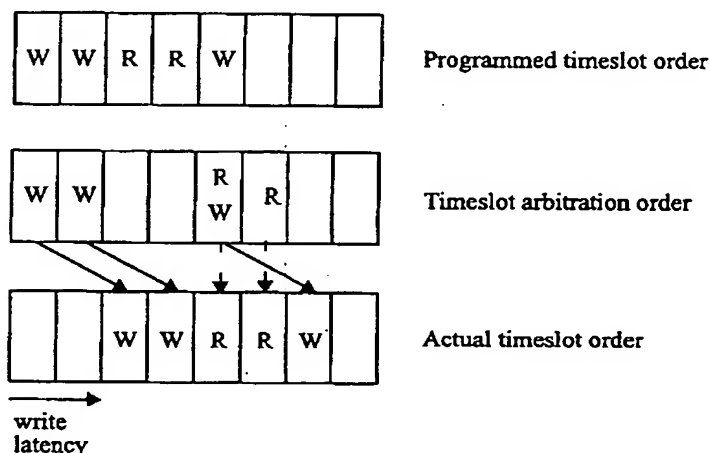 W W R R W
Programmed timeslot order
W W R R
W
Timeslot arbitration order
W W R R W
Actual timeslot order
write
latency